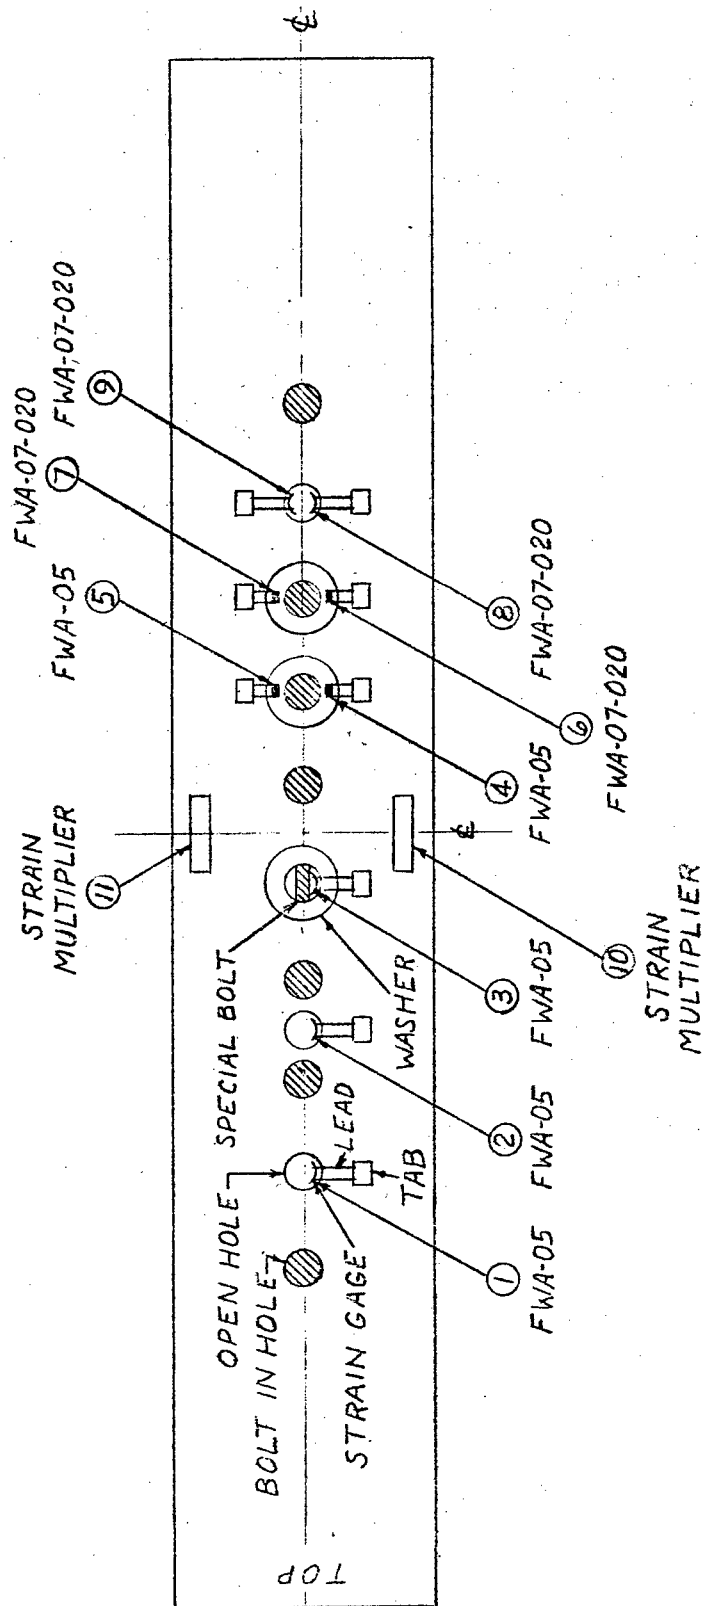 STRAIN
MULTIPLIER
⑪
FWA-05
⑤
FWA-07-020
⑦
FWA-07-020
⑨
TOP
OPEN HOLE
SPECIAL BOLT
BOLT IN HOLE
STRAIN GAGE
LEAD
TAB
WASHER
℄
℄
①
FWA-05
②
FWA-05
③
FWA-05
④
FWA-05
⑧
FWA-07-020
⑩
STRAIN
MULTIPLIER
⑥
FWA-07-020